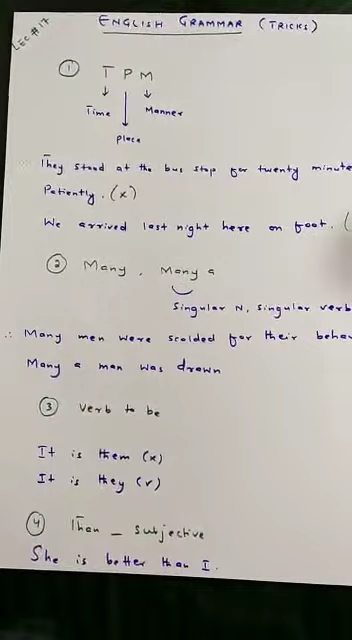 LEC #17
ENGLISH GRAMMAR (TRICKS)
① T P M
Time Manner
place
They stood at the bus stop for twenty minute
Patiently. (x)
We arrived last night here on foot. (
② Many, Many a
Singular N, Singular verb
∴ Many men were scolded for their behav
Many a man was drown
③ verb to be
It is them (x)
It is they (✓)
④ Than _ subjective
She is better than I.